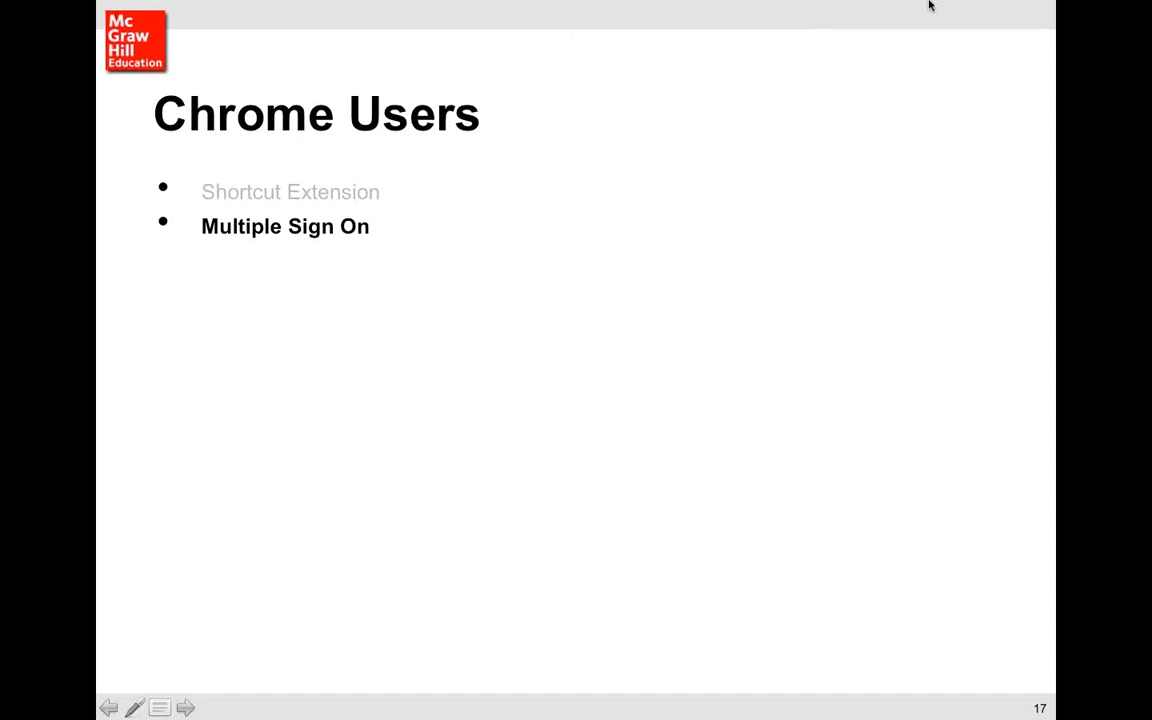 Mc
Graw
Hill
Education
Chrome Users
• Shortcut Extension
• Multiple Sign On
17